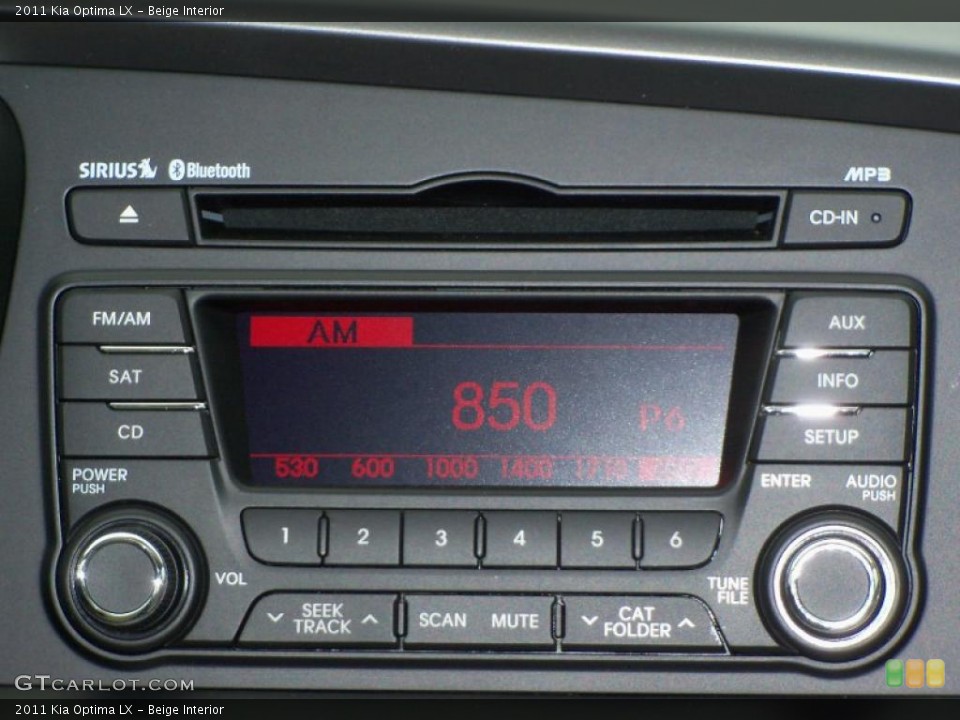 2011 Kia Optima LX - Beige Interior
SIRIUS Bluetooth
MP3
CD-IN
FM/AM
AM
AUX
SAT
INFO
850
P6
CD
SETUP
530 600 1000 1400
POWER
PUSH
ENTER
AUDIO
PUSH
1 2 3 4 5 6
VOL
TUNE
FILE
SEEK
TRACK
SCAN MUTE
CAT
FOLDER
GTCARLOT.COM
2011 Kia Optima LX - Beige Interior